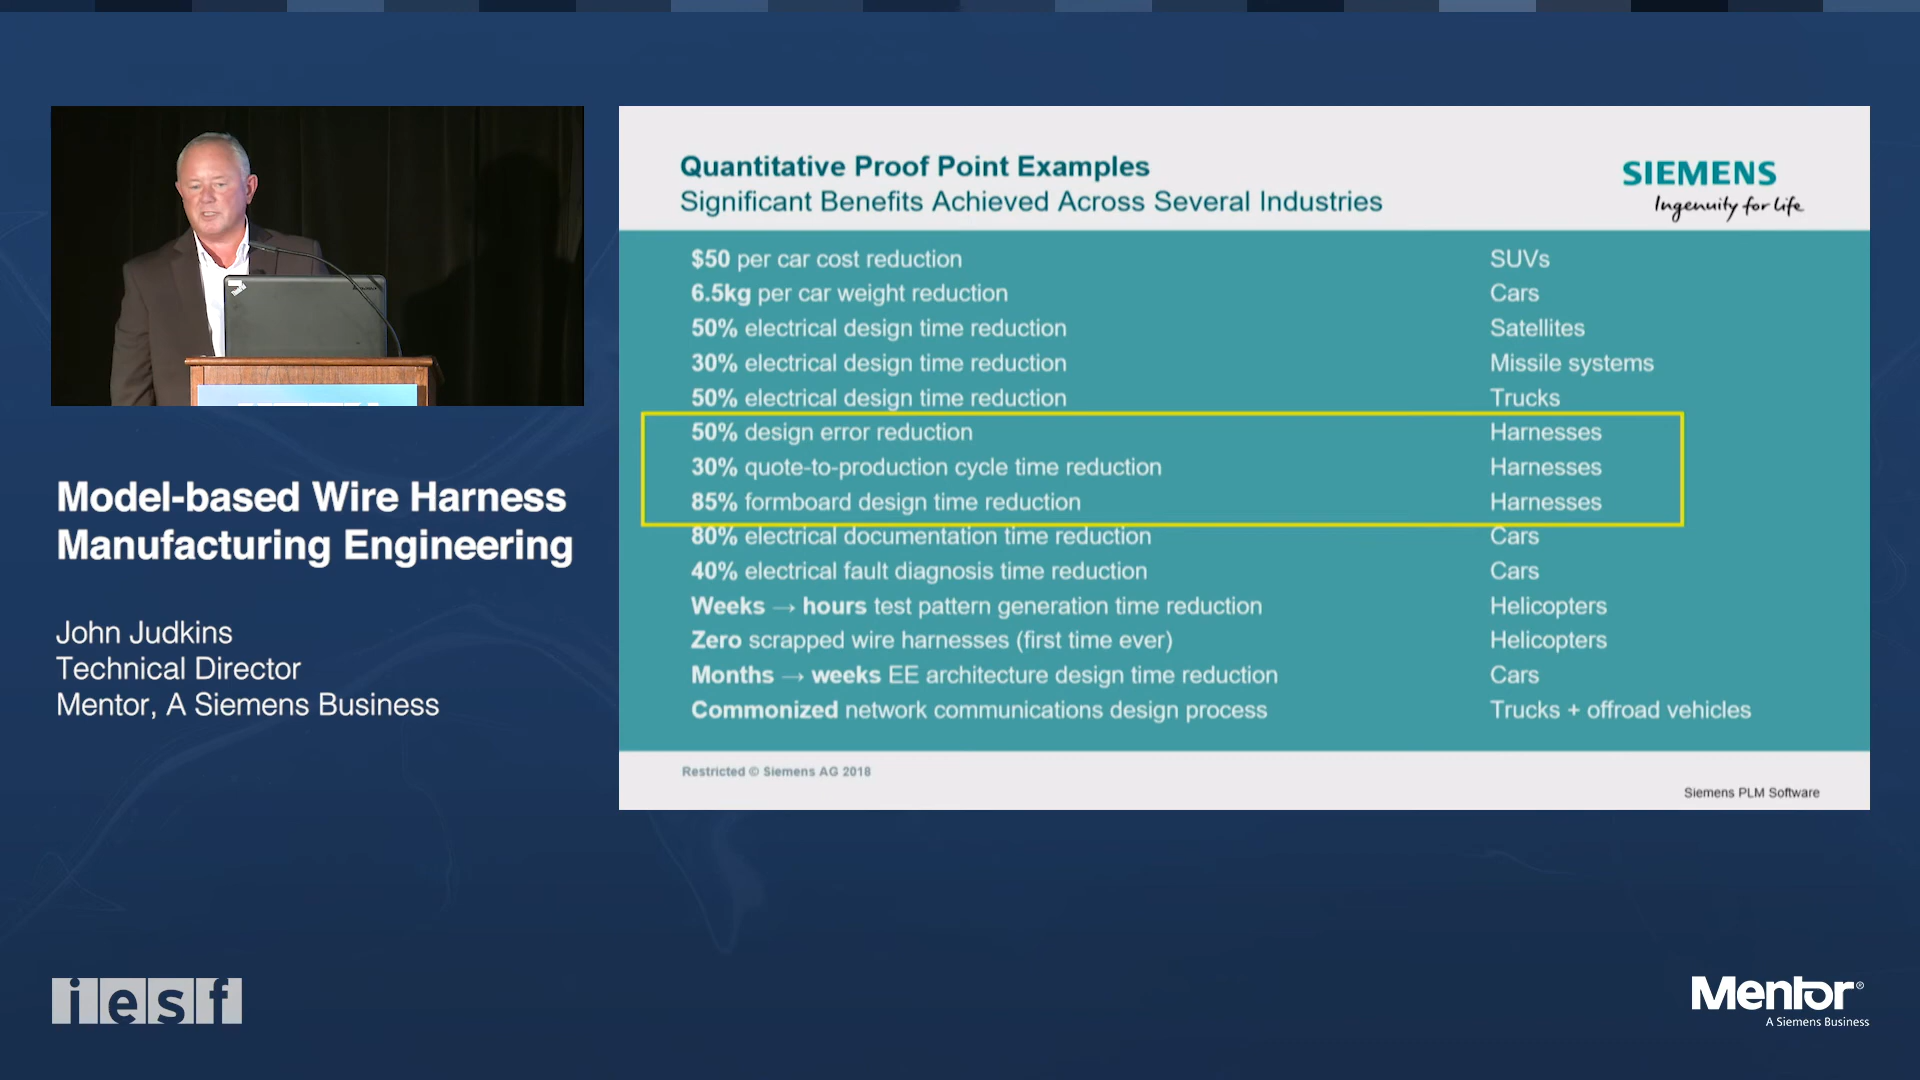 Model-based Wire Harness
Manufacturing Engineering
John Judkins
Technical Director
Mentor, A Siemens Business
Quantitative Proof Point Examples
Significant Benefits Achieved Across Several Industries
SIEMENS
Ingenuity for Life
$50 per car cost reduction SUVs
6.5kg per car weight reduction Cars
50% electrical design time reduction Satellites
30% electrical design time reduction Missile systems
50% electrical design time reduction Trucks
50% design error reduction Harnesses
30% quote-to-production cycle time reduction Harnesses
85% formboard design time reduction Harnesses
80% electrical documentation time reduction Cars
40% electrical fault diagnosis time reduction Cars
Weeks → hours test pattern generation time reduction Helicopters
Zero scrapped wire harnesses (first time ever) Helicopters
Months → weeks EE architecture design time reduction Cars
Commonized network communications design process Trucks + offroad vehicles
Restricted © Siemens AG 2018
Siemens PLM Software
iesf
Mentor®
A Siemens Business